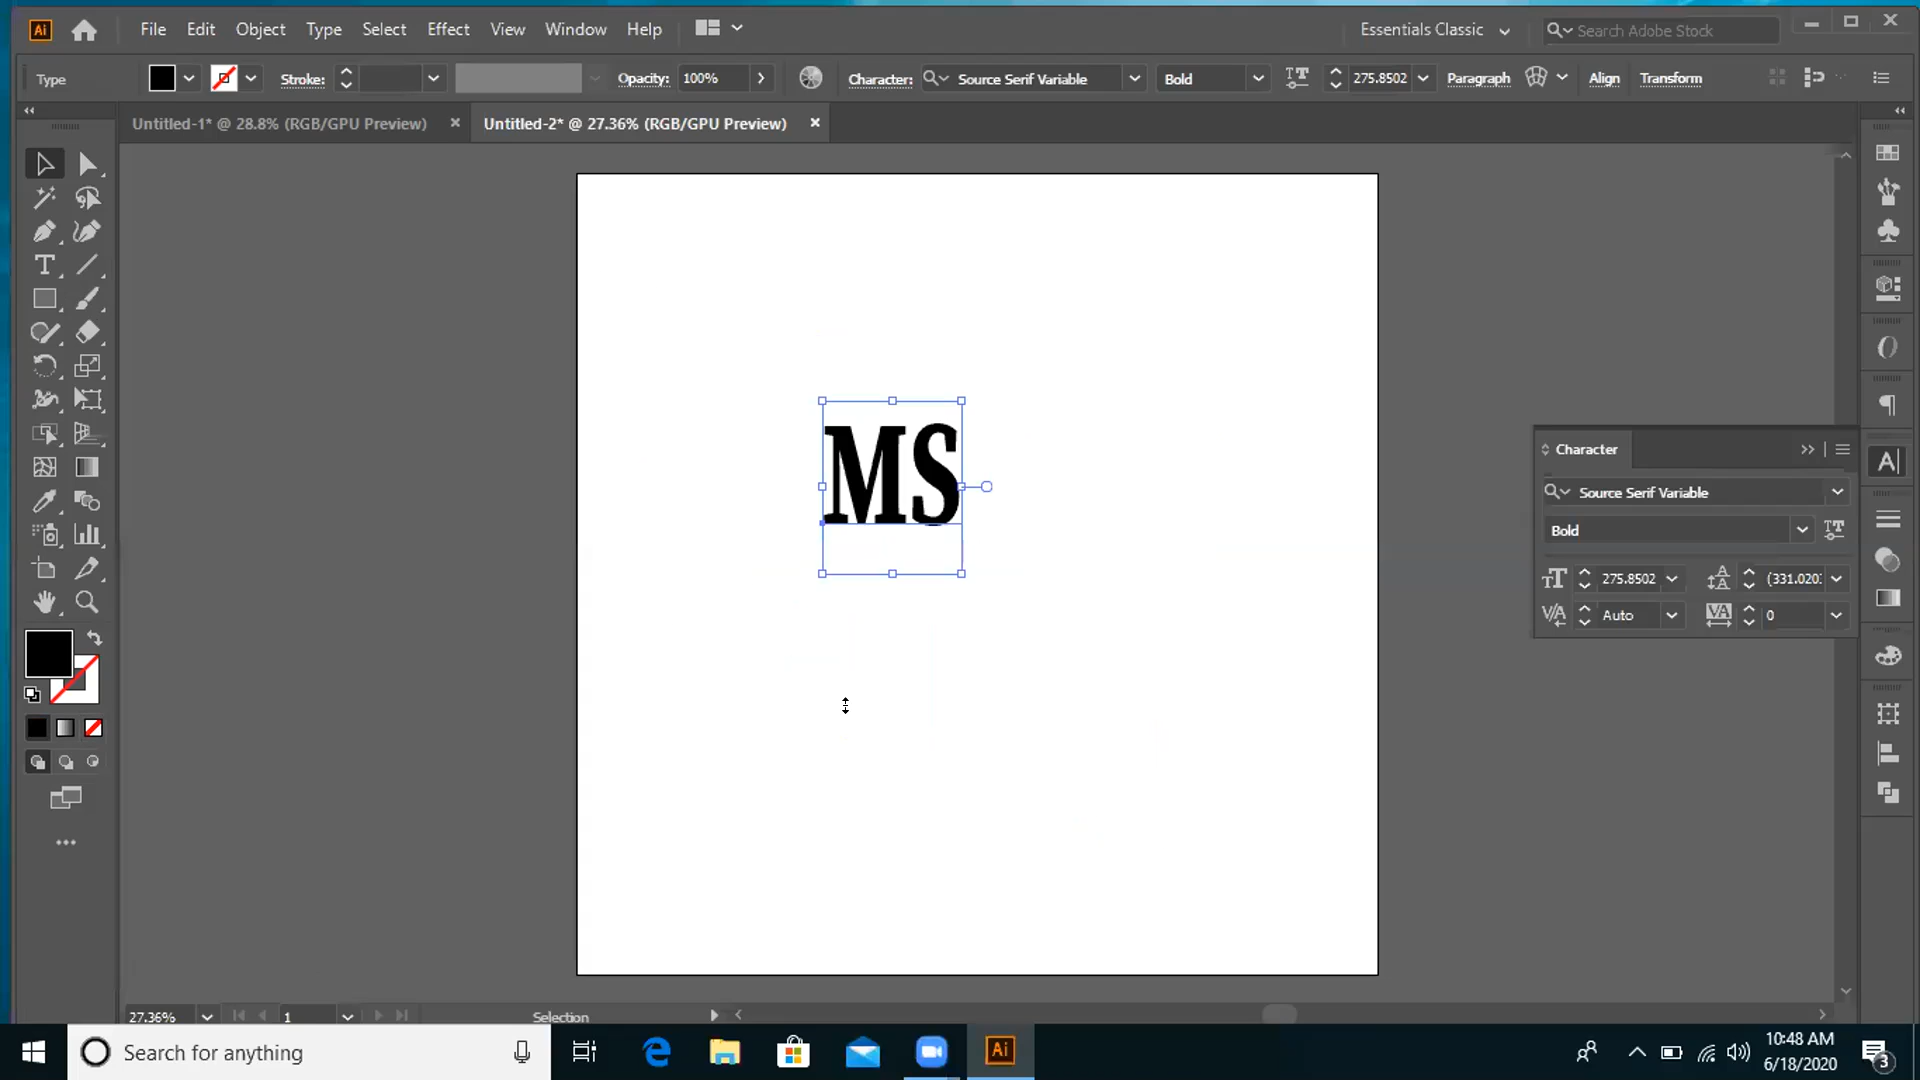 Ai File Edit Object Type Select Effect View Window Help Essentials Classic Search Adobe Stock
Type Stroke: Opacity: 100% Character: Source Serif Variable Bold 275.8502 Paragraph Align Transform
Untitled-1* @ 28.8% (RGB/GPU Preview) Untitled-2* @ 27.36% (RGB/GPU Preview)
MS
Character
Source Serif Variable
Bold
275.8502 (331.020
Auto 0
27.36% 1 Selection
Search for anything Ai 10:48 AM
6/18/2020 3